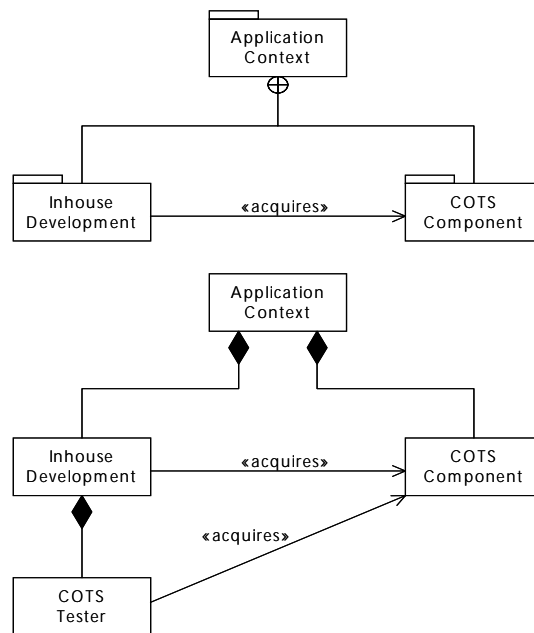 Application
Context
Inhouse
Development
«acquires»
COTS
Component
Application
Context
Inhouse
Development
«acquires»
COTS
Component
«acquires»
COTS
Tester